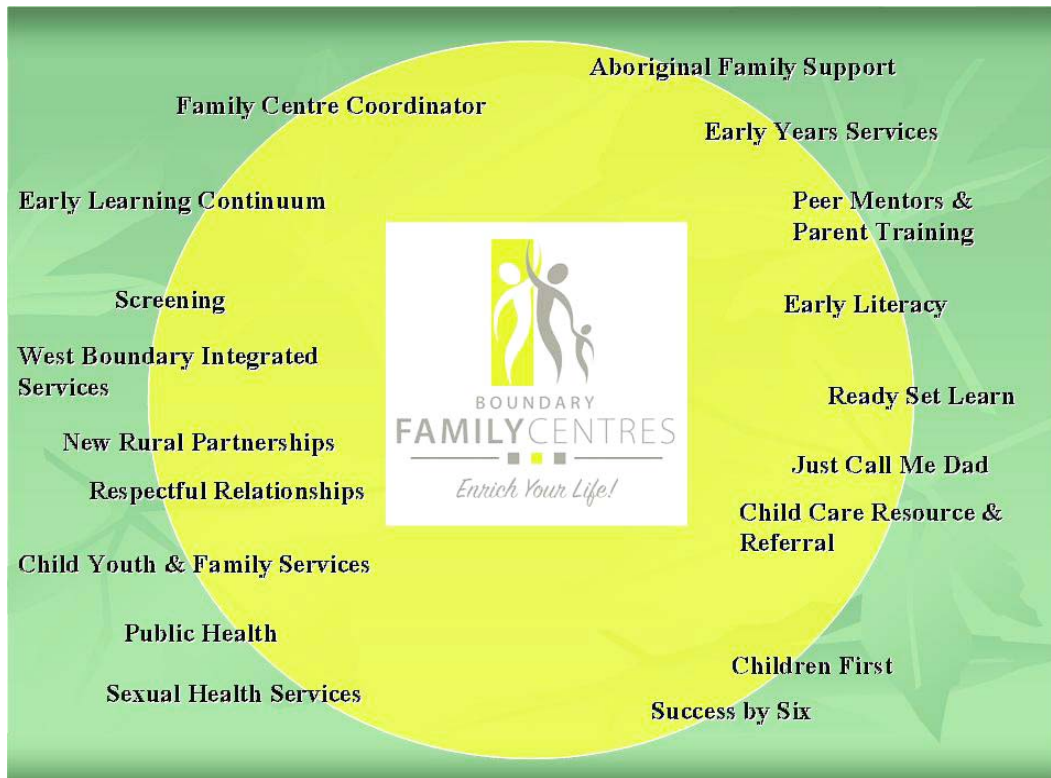 Aboriginal Family Support
Family Centre Coordinator
Early Years Services
Early Learning Continuum
Peer Mentors &
Parent Training
Screening
Early Literacy
West Boundary Integrated
Services
Ready Set Learn
BOUNDARY
FAMILYCENTRES
Enrich Your Life!
New Rural Partnerships
Just Call Me Dad
Respectful Relationships
Child Care Resource &
Referral
Child Youth & Family Services
Public Health
Children First
Sexual Health Services
Success by Six